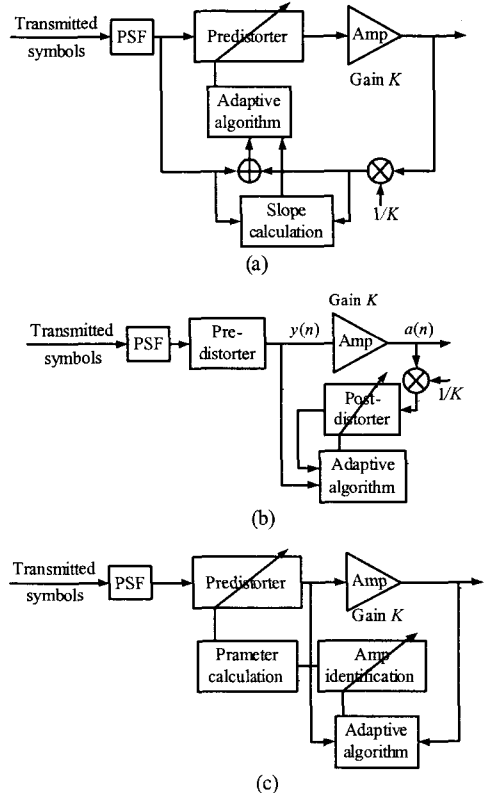 Transmitted
symbols
PSF
Predistorter
Amp
Gain K
Adaptive
algorithm
1/K
Slope
calculation
(a)
Gain K
Transmitted
symbols
PSF
Pre-
distorter
y(n)
Amp
a(n)
1/K
Post-
distorter
Adaptive
algorithm
(b)
Transmitted
symbols
PSF
Predistorter
Amp
Gain K
Prameter
calculation
Amp
identification
Adaptive
algorithm
(c)